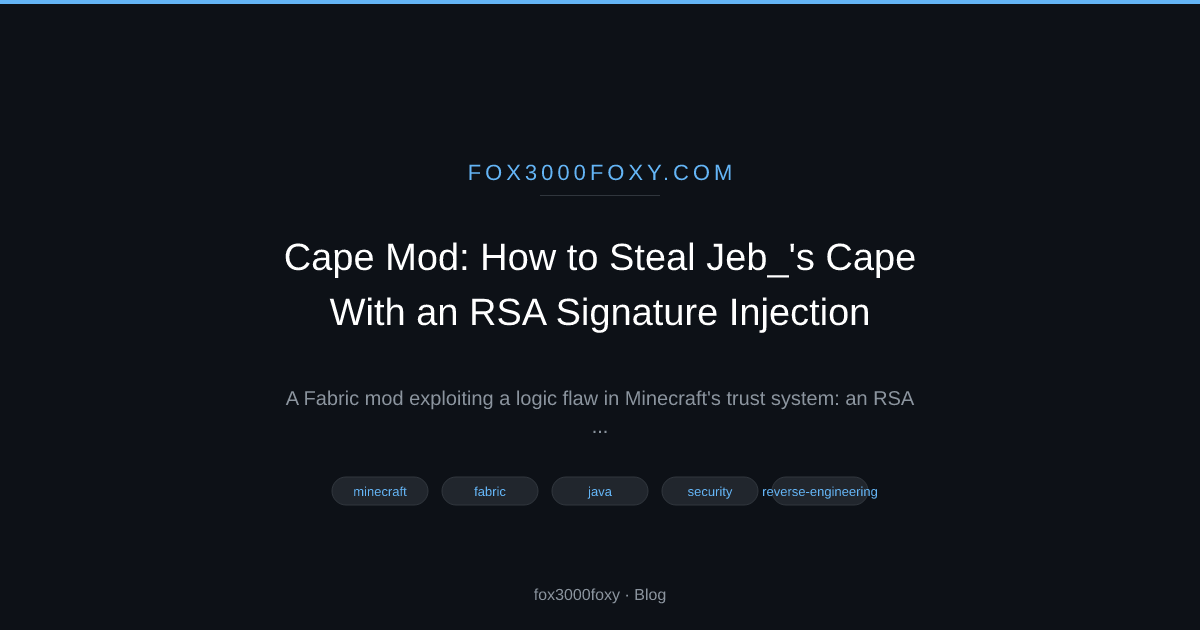 FOX3000FOXY.COM
Cape Mod: How to Steal Jeb_'s Cape
With an RSA Signature Injection
A Fabric mod exploiting a logic flaw in Minecraft's trust system: an RSA
...
minecraft fabric java security reverse-engineering
fox3000foxy · Blog